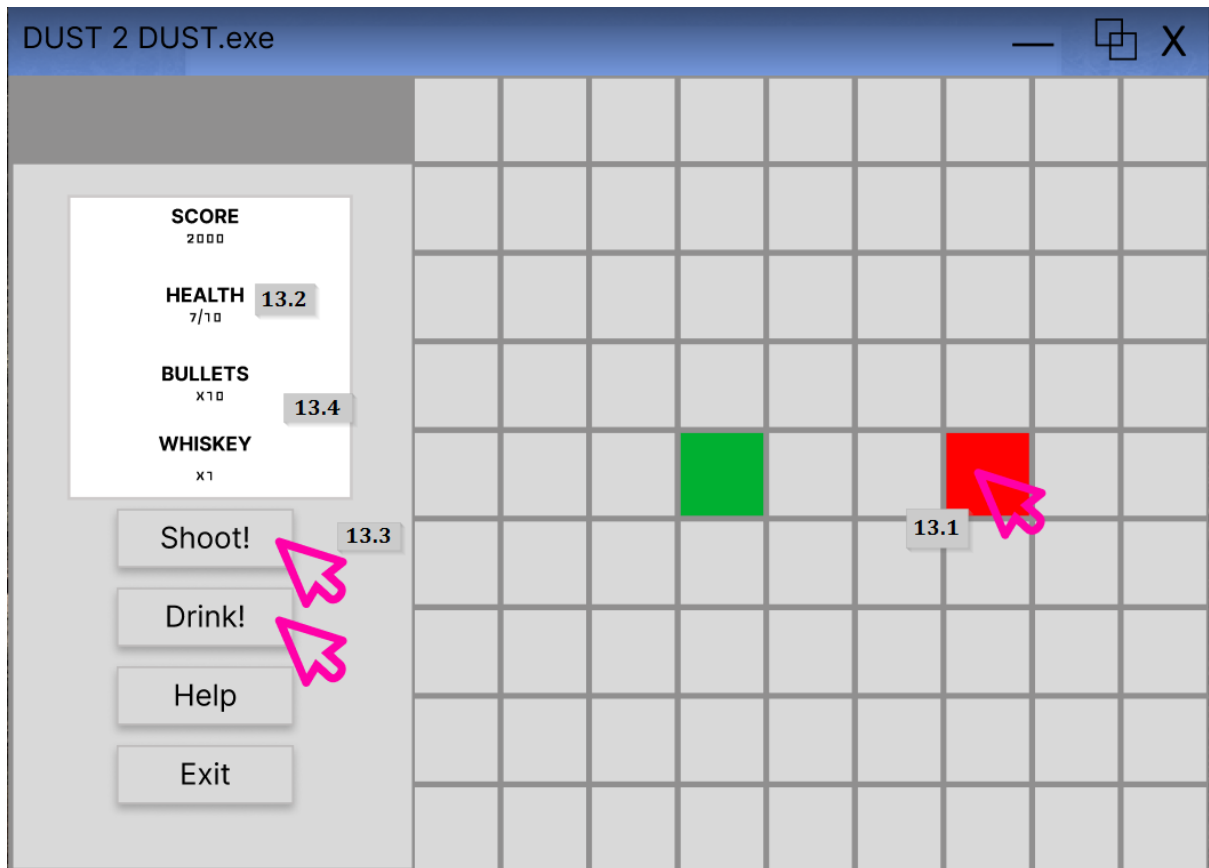 DUST 2 DUST.exe
X
SCORE
2000
HEALTH
13.2
7/10
BULLETS
X10
13.4
WHISKEY
X1
Shoot!
13.3
13.1
Drink!
Help
Exit